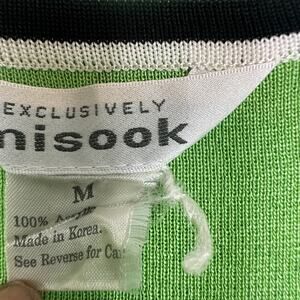 EXCLUSIVELY
misook
M
100%
Made in Korea.
See Reverse for